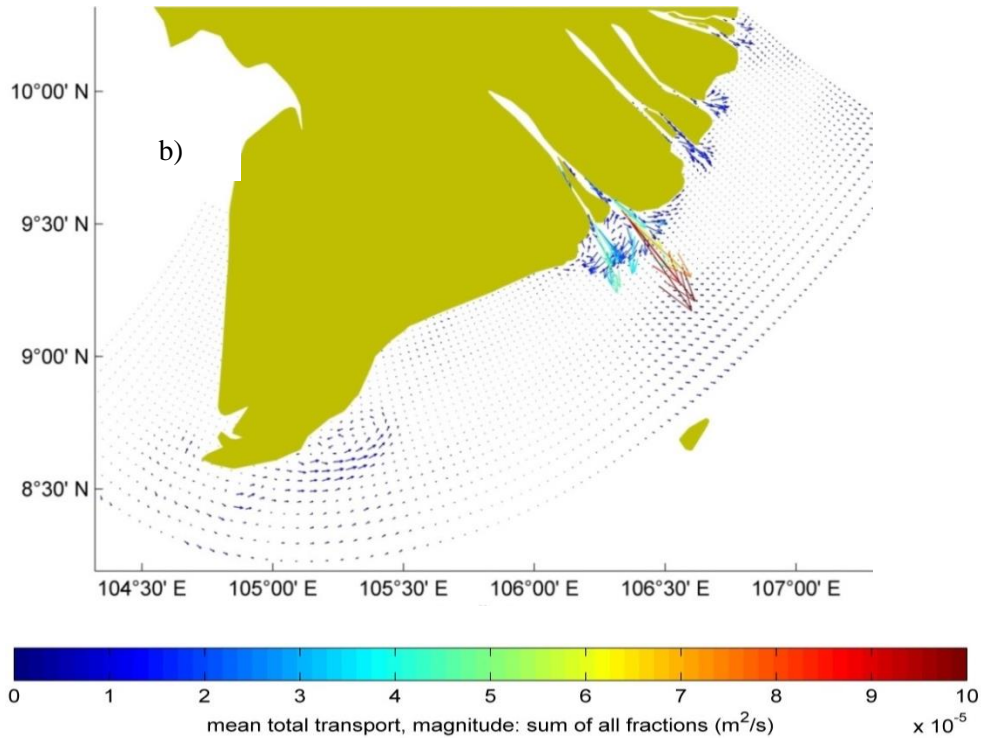 b)
10°00' N
9°30' N
9°00' N
8°30' N
104°30' E 105°00' E 105°30' E 106°00' E 106°30' E 107°00' E
0 1 2 3 4 5 6 7 8 9 10
mean total transport, magnitude: sum of all fractions (m²/s) x 10⁻⁵